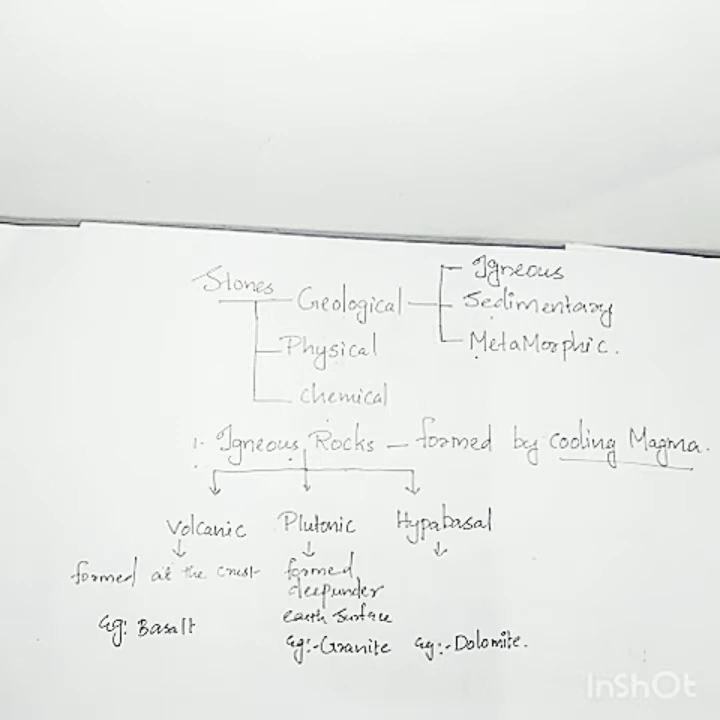 Stones
Geological
Igneous
Sedimentary
MetaMorphic.
Physical
chemical
1. Igneous Rocks – formed by cooling Magma.
Volcanic
Plutonic
Hypabasal
formed at the crest
formed
deepunder
earth surface
eg: Basalt
eg:-Granite
eg:-Dolomite.
InShOt